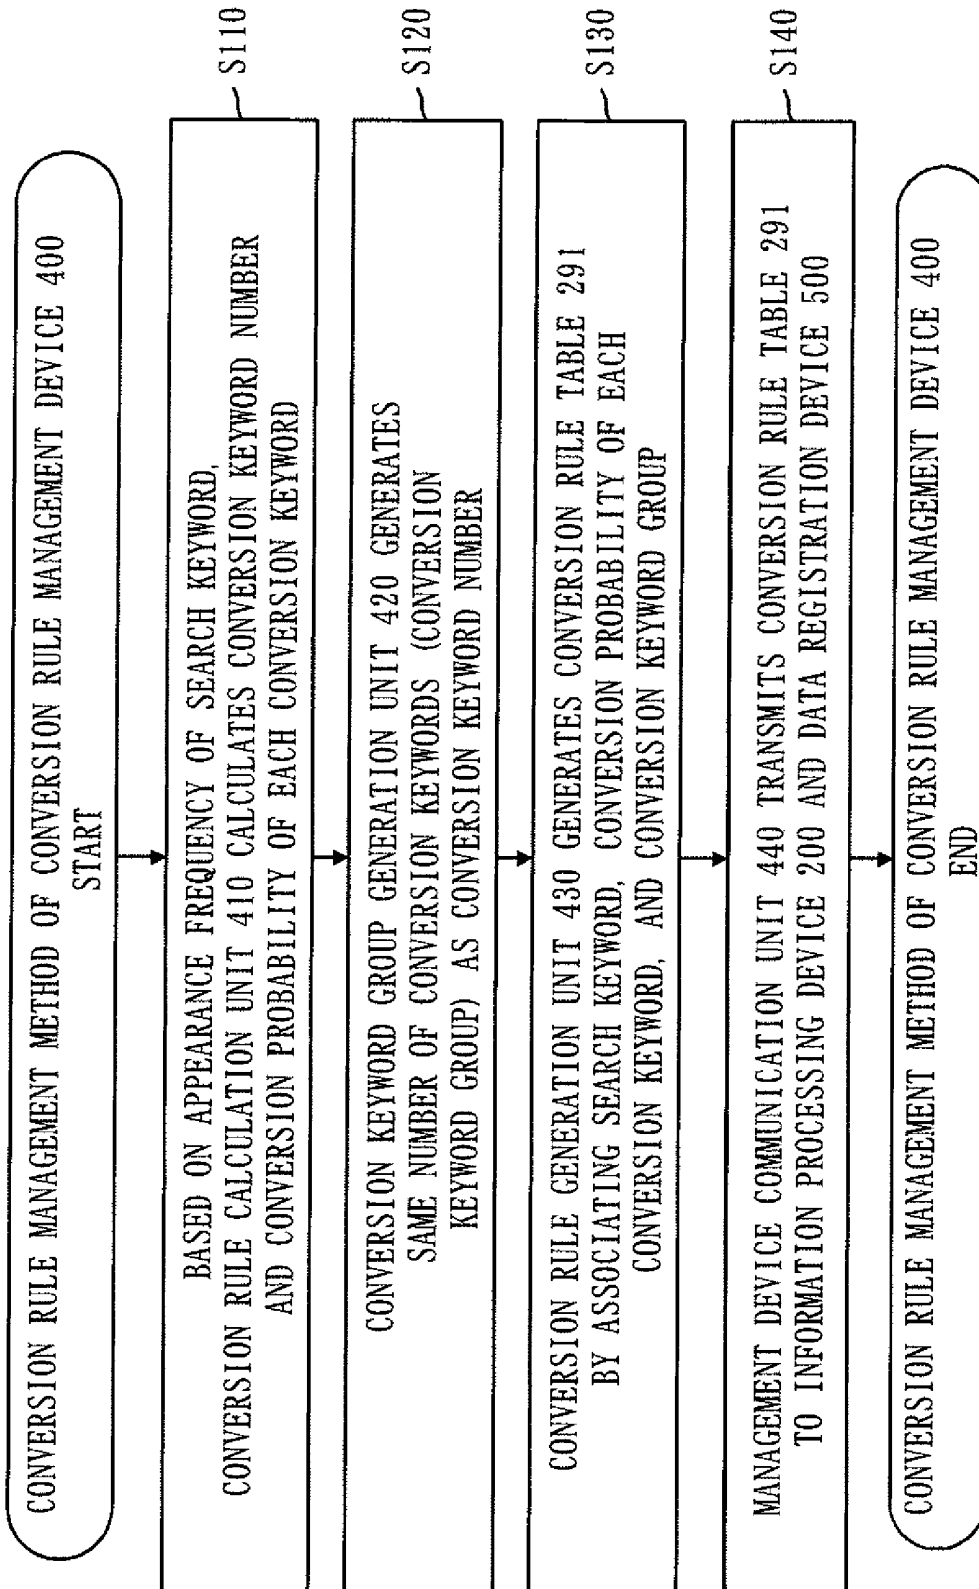 CONVERSION RULE MANAGEMENT METHOD OF CONVERSION RULE MANAGEMENT DEVICE 400
START
S110
BASED ON APPEARANCE FREQUENCY OF SEARCH KEYWORD,
CONVERSION RULE CALCULATION UNIT 410 CALCULATES CONVERSION KEYWORD NUMBER
AND CONVERSION PROBABILITY OF EACH CONVERSION KEYWORD
S120
CONVERSION KEYWORD GROUP GENERATION UNIT 420 GENERATES
SAME NUMBER OF CONVERSION KEYWORDS (CONVERSION
KEYWORD GROUP) AS CONVERSION KEYWORD NUMBER
S130
CONVERSION RULE GENERATION UNIT 430 GENERATES CONVERSION RULE TABLE 291
BY ASSOCIATING SEARCH KEYWORD, CONVERSION PROBABILITY OF EACH
CONVERSION KEYWORD, AND CONVERSION KEYWORD GROUP
S140
MANAGEMENT DEVICE COMMUNICATION UNIT 440 TRANSMITS CONVERSION RULE TABLE 291
TO INFORMATION PROCESSING DEVICE 200 AND DATA REGISTRATION DEVICE 500
CONVERSION RULE MANAGEMENT METHOD OF CONVERSION RULE MANAGEMENT DEVICE 400
END